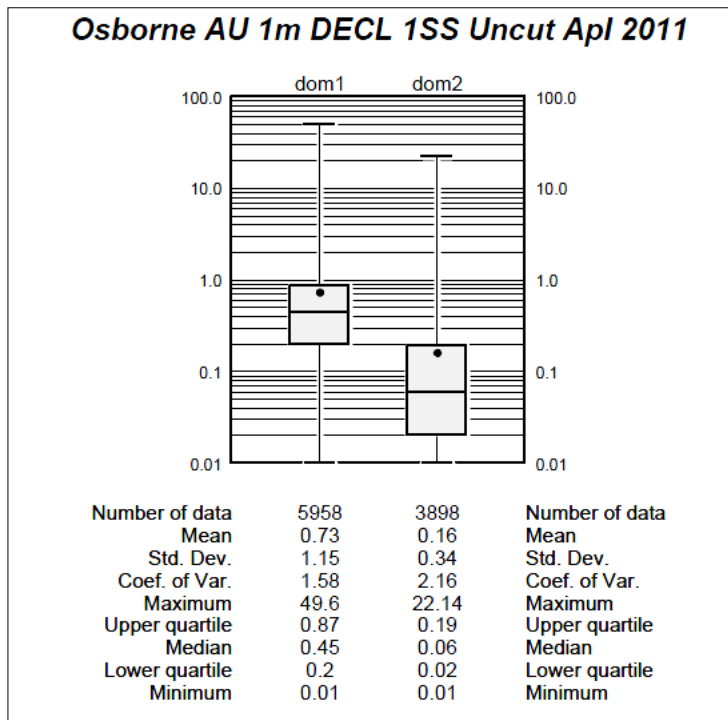 Osborne AU 1m DECL 1SS Uncut Apl 2011
dom1 dom2
100.0 100.0
10.0 10.0
1.0 1.0
0.1 0.1
0.01 0.01
Number of data 5958 3898 Number of data
Mean 0.73 0.16 Mean
Std. Dev. 1.15 0.34 Std. Dev.
Coef. of Var. 1.58 2.16 Coef. of Var.
Maximum 49.6 22.14 Maximum
Upper quartile 0.87 0.19 Upper quartile
Median 0.45 0.06 Median
Lower quartile 0.2 0.02 Lower quartile
Minimum 0.01 0.01 Minimum